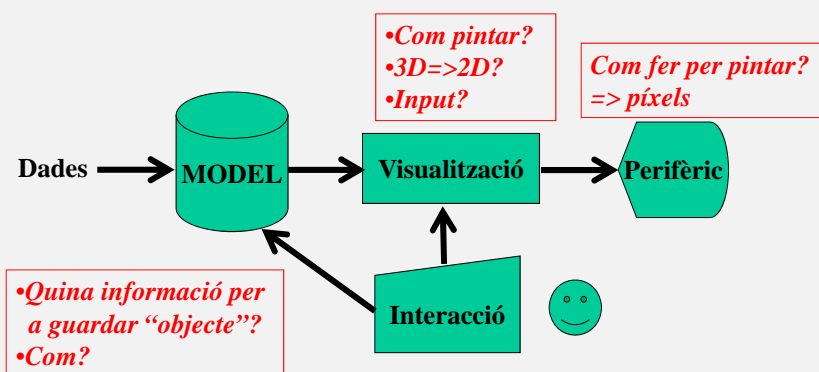 •Com pintar?
•3D=>2D?
•Input?
Com fer per pintar?
=> píxels
Dades
MODEL
Visualització
Perifèric
•Quina informació per
a guardar “objecte”?
•Com?
Interacció